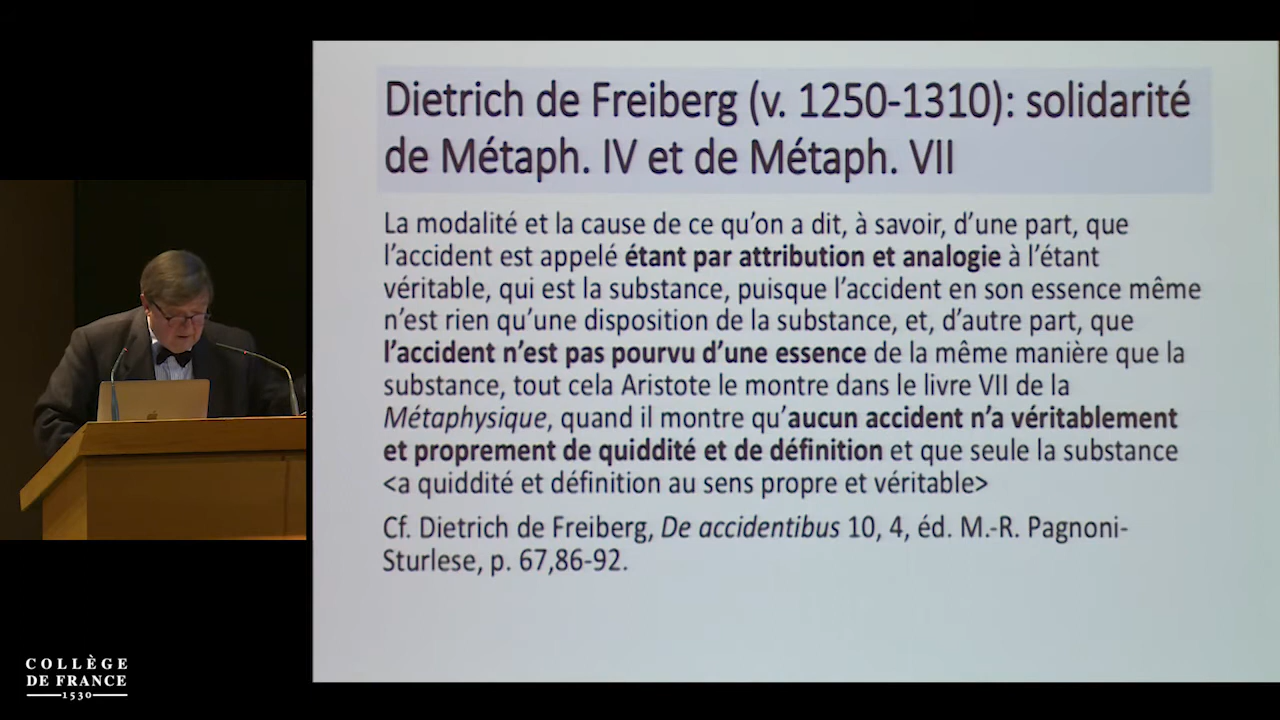 Dietrich de Freiberg (v. 1250-1310): solidarité
de Métaph. IV et de Métaph. VII
La modalité et la cause de ce qu'on a dit, à savoir, d'une part, que
l'accident est appelé étant par attribution et analogie à l'étant
véritable, qui est la substance, puisque l'accident en son essence même
n'est rien qu'une disposition de la substance, et, d'autre part, que
l'accident n'est pas pourvu d'une essence de la même manière que la
substance, tout cela Aristote le montre dans le livre VII de la
Métaphysique, quand il montre qu'aucun accident n'a véritablement
et proprement de quiddité et de définition et que seule la substance
<a quiddité et définition au sens propre et véritable>
Cf. Dietrich de Freiberg, De accidentibus 10, 4, éd. M.-R. Pagnoni-
Sturlese, p. 67,86-92.
COLLÈGE
DE FRANCE
1530